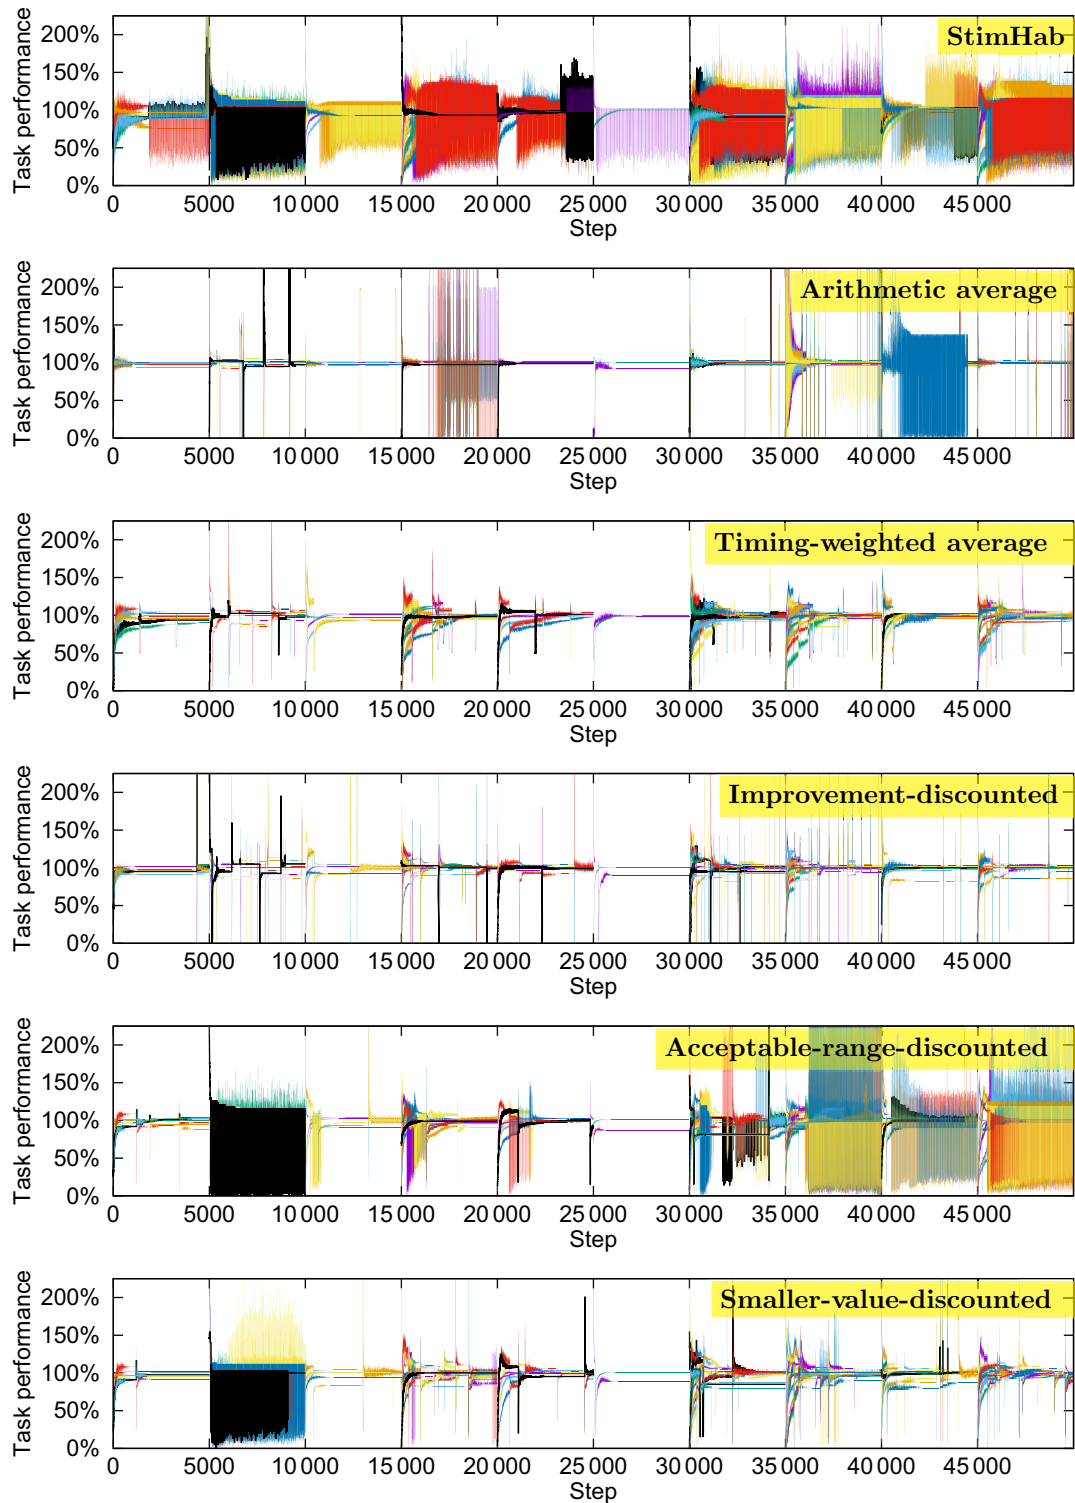 Task performance
200%
150%
100%
50%
0%
StimHab
0 5000 10 000 15 000 20 000 25 000 30 000 35 000 40 000 45 000
Step
Task performance
200%
150%
100%
50%
0%
Arithmetic average
0 5000 10 000 15 000 20 000 25 000 30 000 35 000 40 000 45 000
Step
Task performance
200%
150%
100%
50%
0%
Timing-weighted average
0 5000 10 000 15 000 20 000 25 000 30 000 35 000 40 000 45 000
Step
Task performance
200%
150%
100%
50%
0%
Improvement-discounted
0 5000 10 000 15 000 20 000 25 000 30 000 35 000 40 000 45 000
Step
Task performance
200%
150%
100%
50%
0%
Acceptable-range-discounted
0 5000 10 000 15 000 20 000 25 000 30 000 35 000 40 000 45 000
Step
Task performance
200%
150%
100%
50%
0%
Smaller-value-discounted
0 5000 10 000 15 000 20 000 25 000 30 000 35 000 40 000 45 000
Step